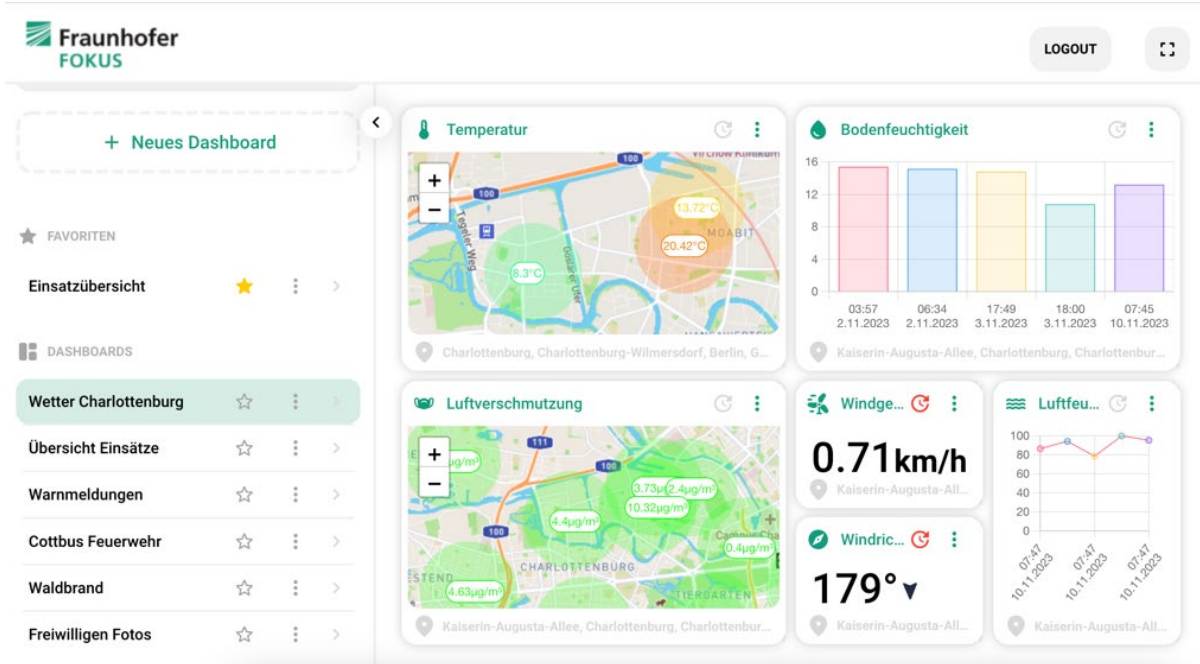 Fraunhofer
FOKUS
LOGOUT
+ Neues Dashboard
FAVORITEN
Einsatzübersicht
DASHBOARDS
Wetter Charlottenburg
Übersicht Einsätze
Warnmeldungen
Cottbus Feuerwehr
Waldbrand
Freiwilligen Fotos
Temperatur
+
−
100
100
Tegeler Weg
Goslarer Ufer
13.72°C
MOABIT
20.42°C
8.3°C
Charlottenburg, Charlottenburg-Wilmersdorf, Berlin, G...
Bodenfeuchtigkeit
16
12
8
4
0
03:57 06:34 17:49 18:00 07:45
2.11.2023 2.11.2023 3.11.2023 3.11.2023 10.11.2023
Kaiserin-Augusta-Allee, Charlottenburg, Charlottenbur...
Luftverschmutzung
+
−
111
100
µg/m³
3.73µg 2.4µg/m³
10.32µg/m³
4.4µg/m³
100
0.4µg/m³
CHARLOTTENBURG
4.63µg/m³
TIERGARTEN
Kaiserin-Augusta-Allee, Charlottenburg, Charlottenbur...
Windge...
0.71km/h
Kaiserin-Augusta-All...
Windric...
179°
Kaiserin-Augusta-All...
Luftfeu...
100
80
60
40
20
0
07:47 07:47 07:47
10.11.2023 10.11.2023 10.11.2023
Kaiserin-Augusta-All...